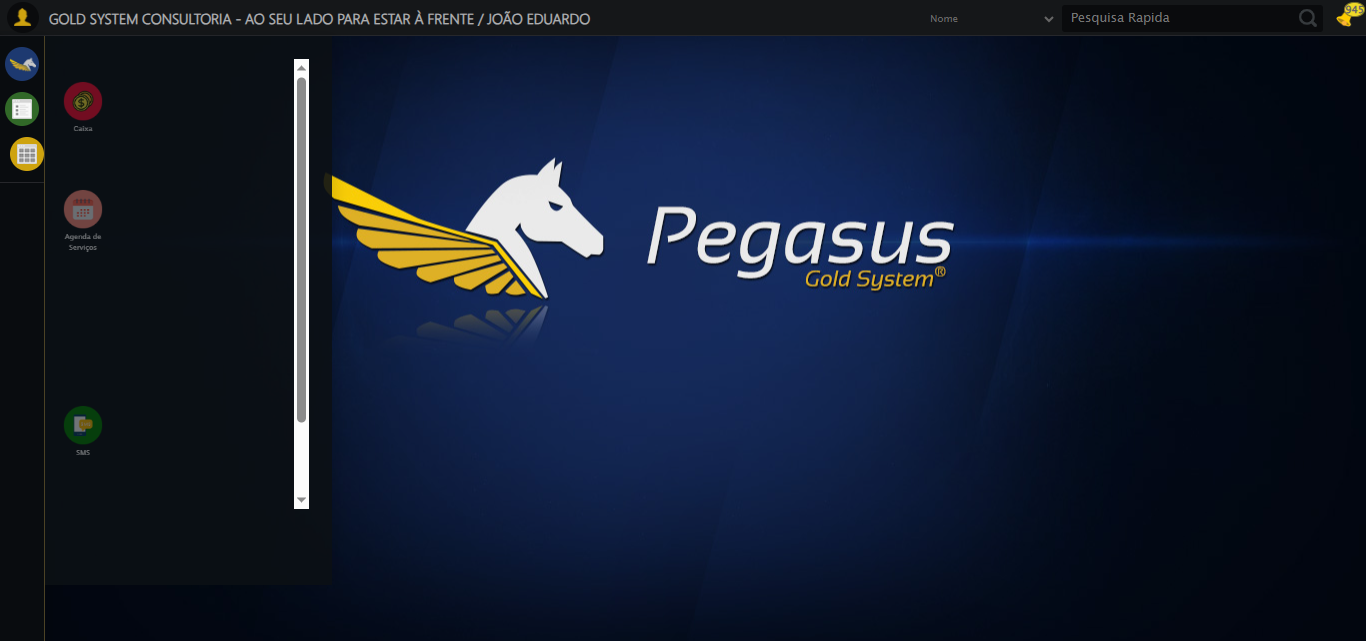 GOLD SYSTEM CONSULTORIA - AO SEU LADO PARA ESTAR À FRENTE / JOÃO EDUARDO
Nome
Pesquisa Rapida
945
Caixa
Agenda de
Serviços
SMS
Pegasus
Gold System®